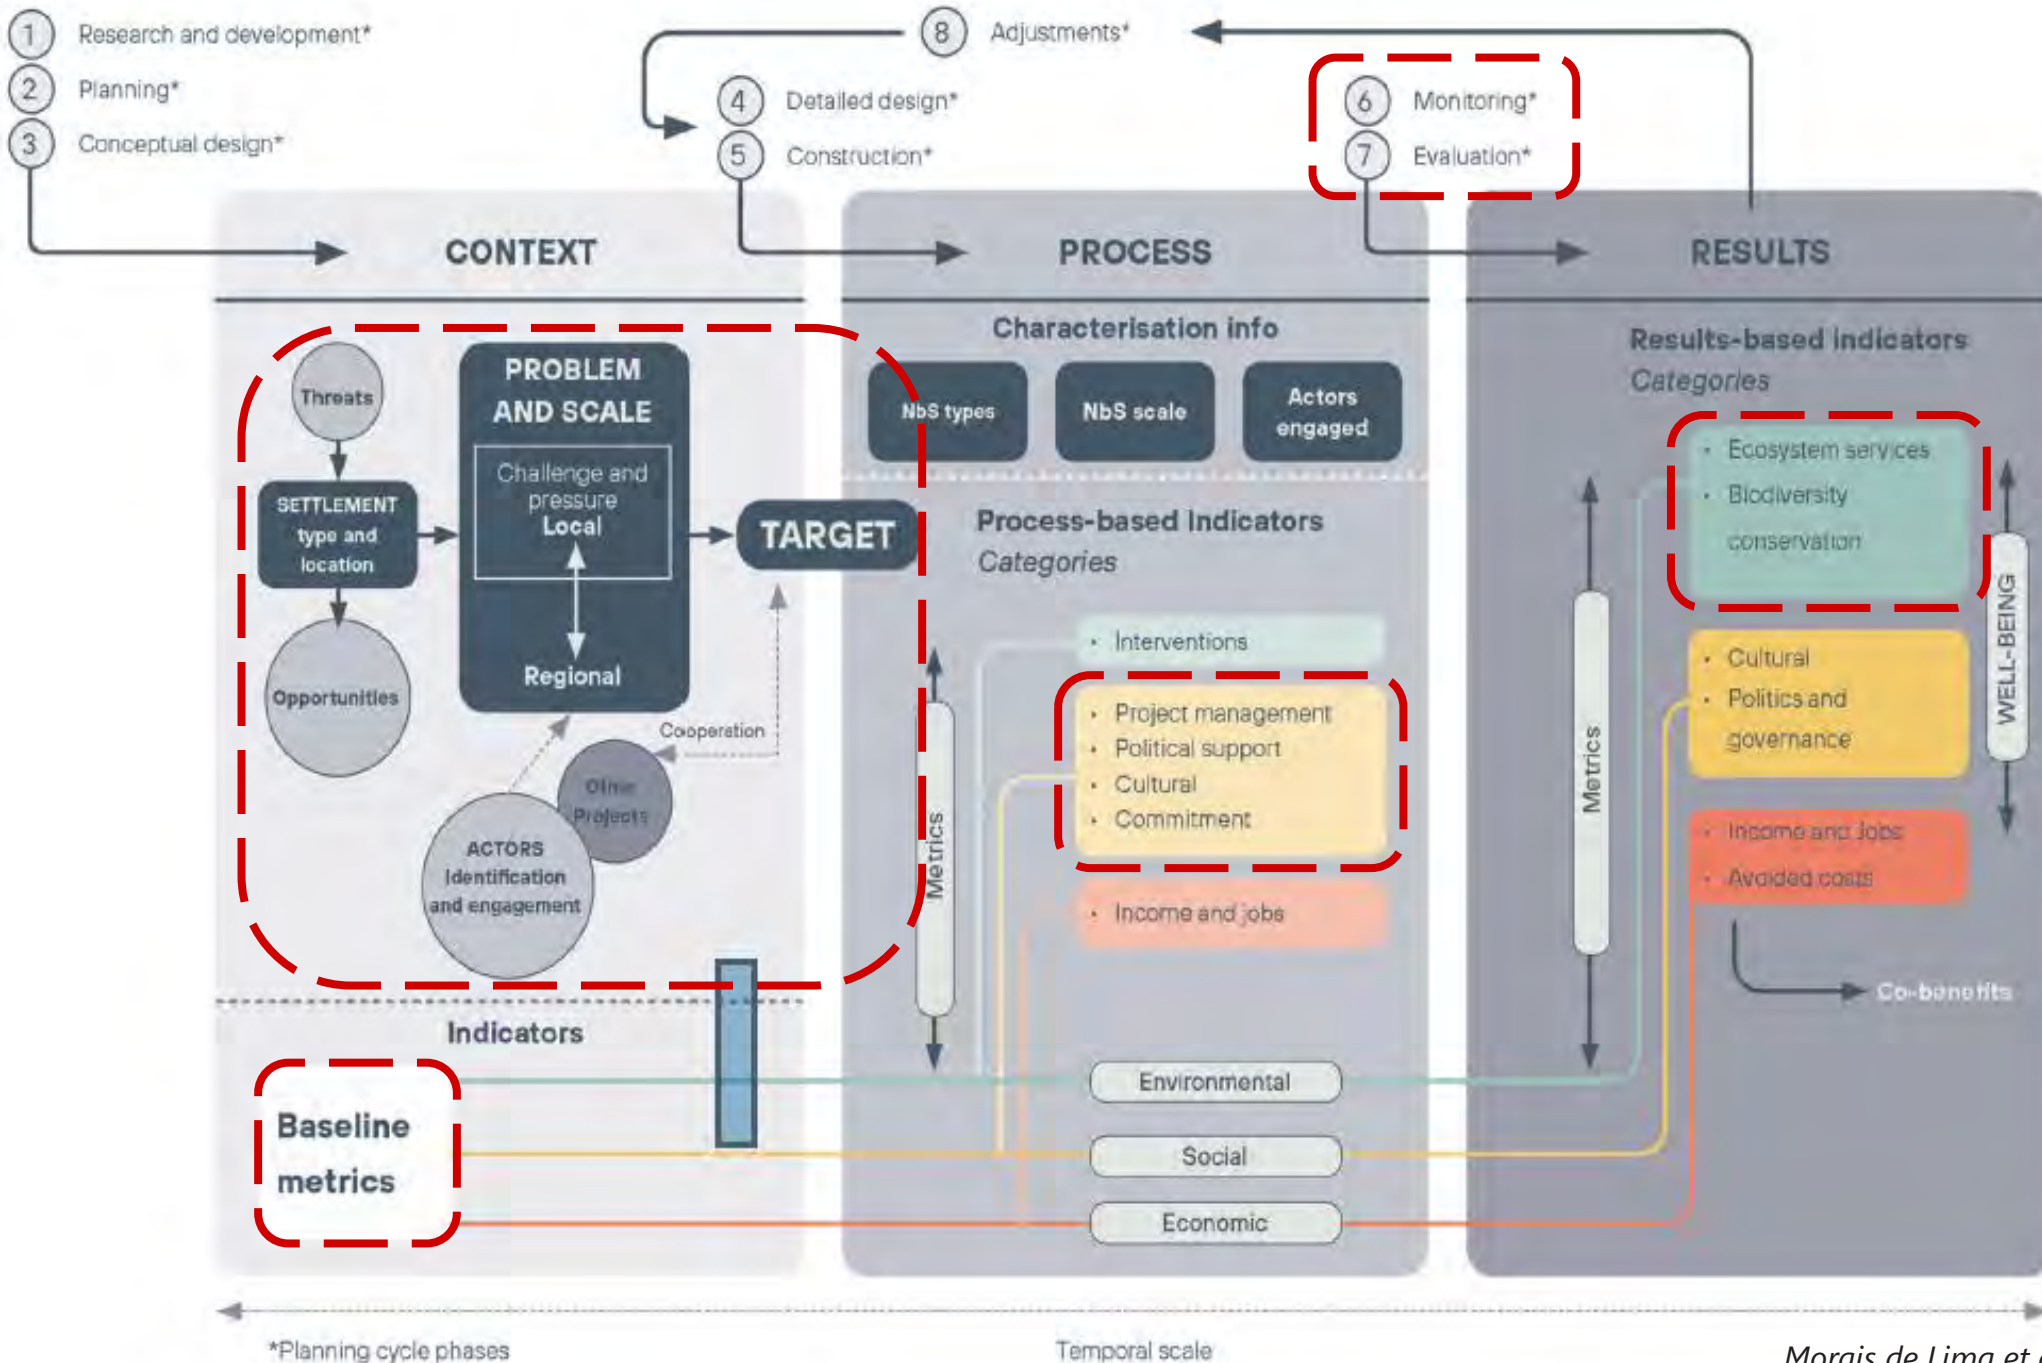 1 Research and development*
2 Planning*
3 Conceptual design*
8 Adjustments*
4 Detailed design*
5 Construction*
6 Monitoring*
7 Evaluation*
CONTEXT
Threats
SETTLEMENT
type and
location
Opportunities
PROBLEM
AND SCALE
Challenge and
pressure
Local
Regional
TARGET
Cooperation
Projects
ACTORS
Identification
and engagement
Indicators
Baseline
metrics
PROCESS
Characterisation info
NbS types
NbS scale
Actors
engaged
Process-based Indicators
Categories
Metrics
• Interventions
• Project management
• Political support
• Cultural
• Commitment
• Income and jobs
Environmental
Social
Economic
RESULTS
Results-based indicators
Categories
Metrics
• Ecosystem services
• Biodiversity
conservation
• Cultural
• Politics and
governance
• Income and Jobs
• Avoided costs
WELL-BEING
Co-benefits
*Planning cycle phases
Temporal scale
Morais de Lima et